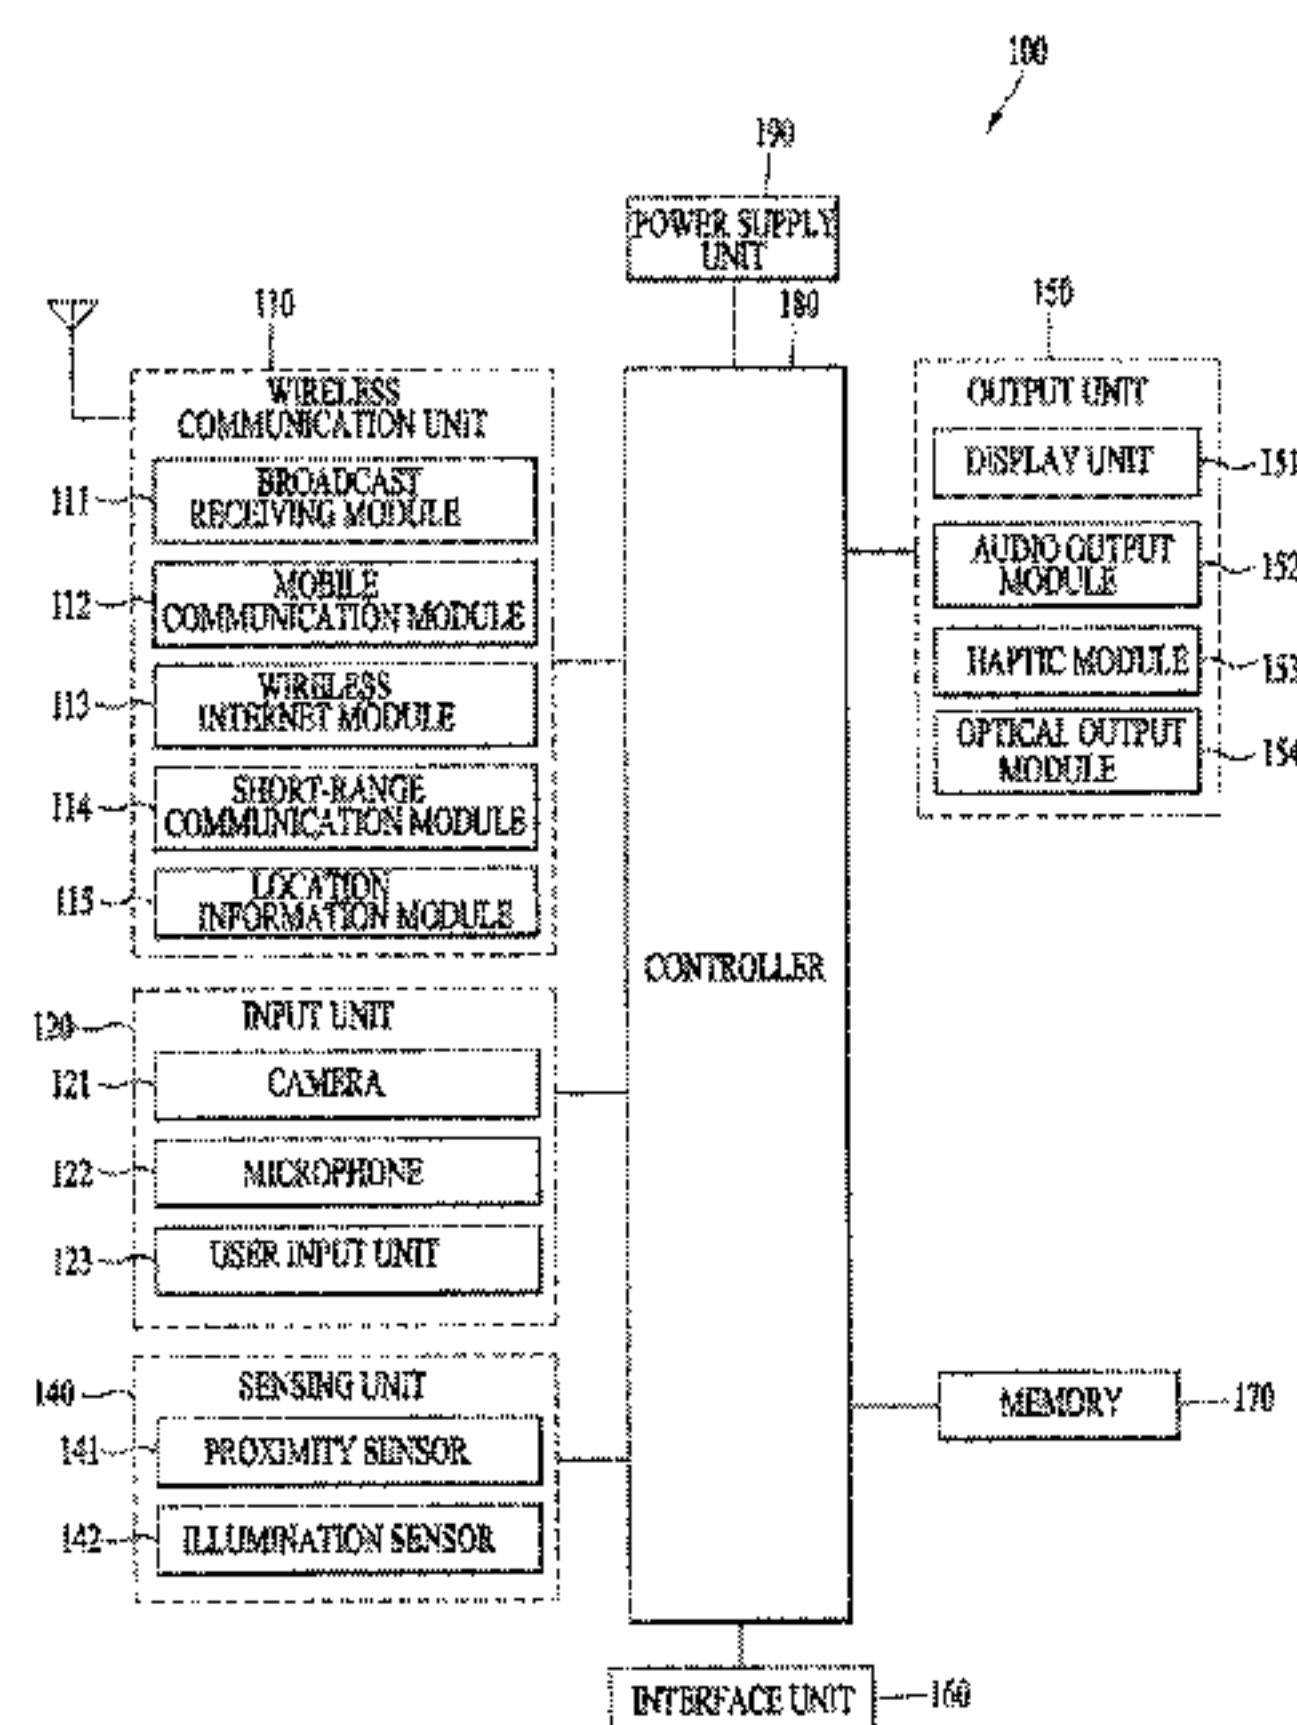 100
190
POWER SUPPLY
UNIT
110
180
150
WIRELESS
COMMUNICATION UNIT
111
BROADCAST
RECEIVING MODULE
112
MOBILE
COMMUNICATION MODULE
113
WIRELESS
INTERNET MODULE
114
SHORT-RANGE
COMMUNICATION MODULE
115
LOCATION
INFORMATION MODULE
OUTPUT UNIT
DISPLAY UNIT
151
AUDIO OUTPUT
MODULE
152
HAPTIC MODULE
153
OPTICAL OUTPUT
MODULE
154
CONTROLLER
120
INPUT UNIT
121
CAMERA
122
MICROPHONE
123
USER INPUT UNIT
140
SENSING UNIT
141
PROXIMITY SENSOR
142
ILLUMINATION SENSOR
MEMORY
170
INTERFACE UNIT
160